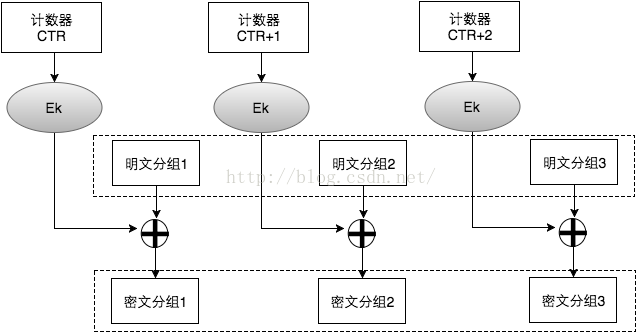 计数器
CTR
计数器
CTR+1
计数器
CTR+2
Ek
Ek
Ek
明文分组1
明文分组2
明文分组3
http://blog.csdn.net/
密文分组1
密文分组2
密文分组3